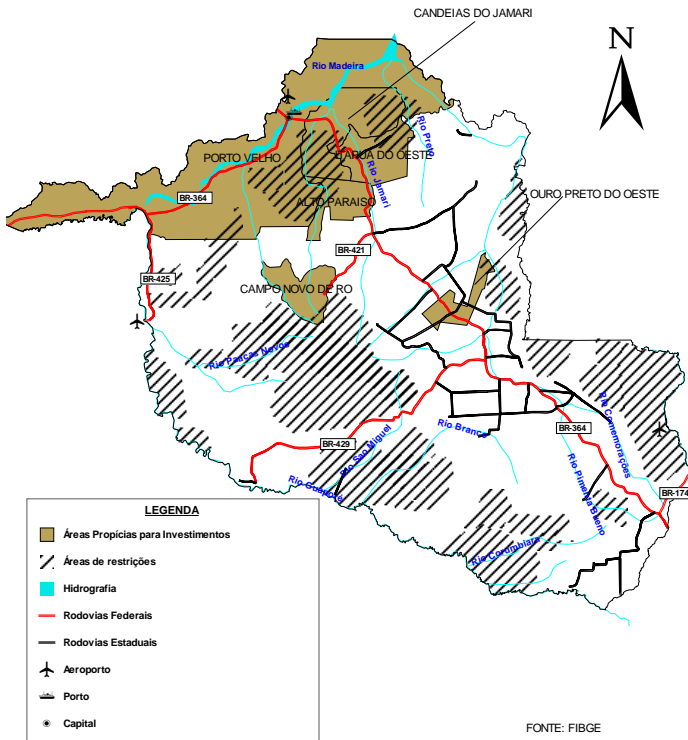 CANDEIAS DO JAMARI
N
Rio Madeira
Rio Preto
PORTO VELHO
ITAPUA DO OESTE
Rio Jamari
OURO PRETO DO OESTE
BR-364
ALTO PARAISO
BR-421
BR-425
CAMPO NOVO DE RO
Rio Paacas Novos
Rio Comemorações
BR-364
Rio Branca
BR-429
Rio Sao Miguel
Rio Guaporé
Rio Pimenta Bueno
BR-174
Rio Corumbiara
LEGENDA
Áreas Propícias para Investimentos
Áreas de restrições
Hidrografia
Rodovias Federais
Rodovias Estaduais
Aeroporto
Porto
Capital
FONTE: FIBGE